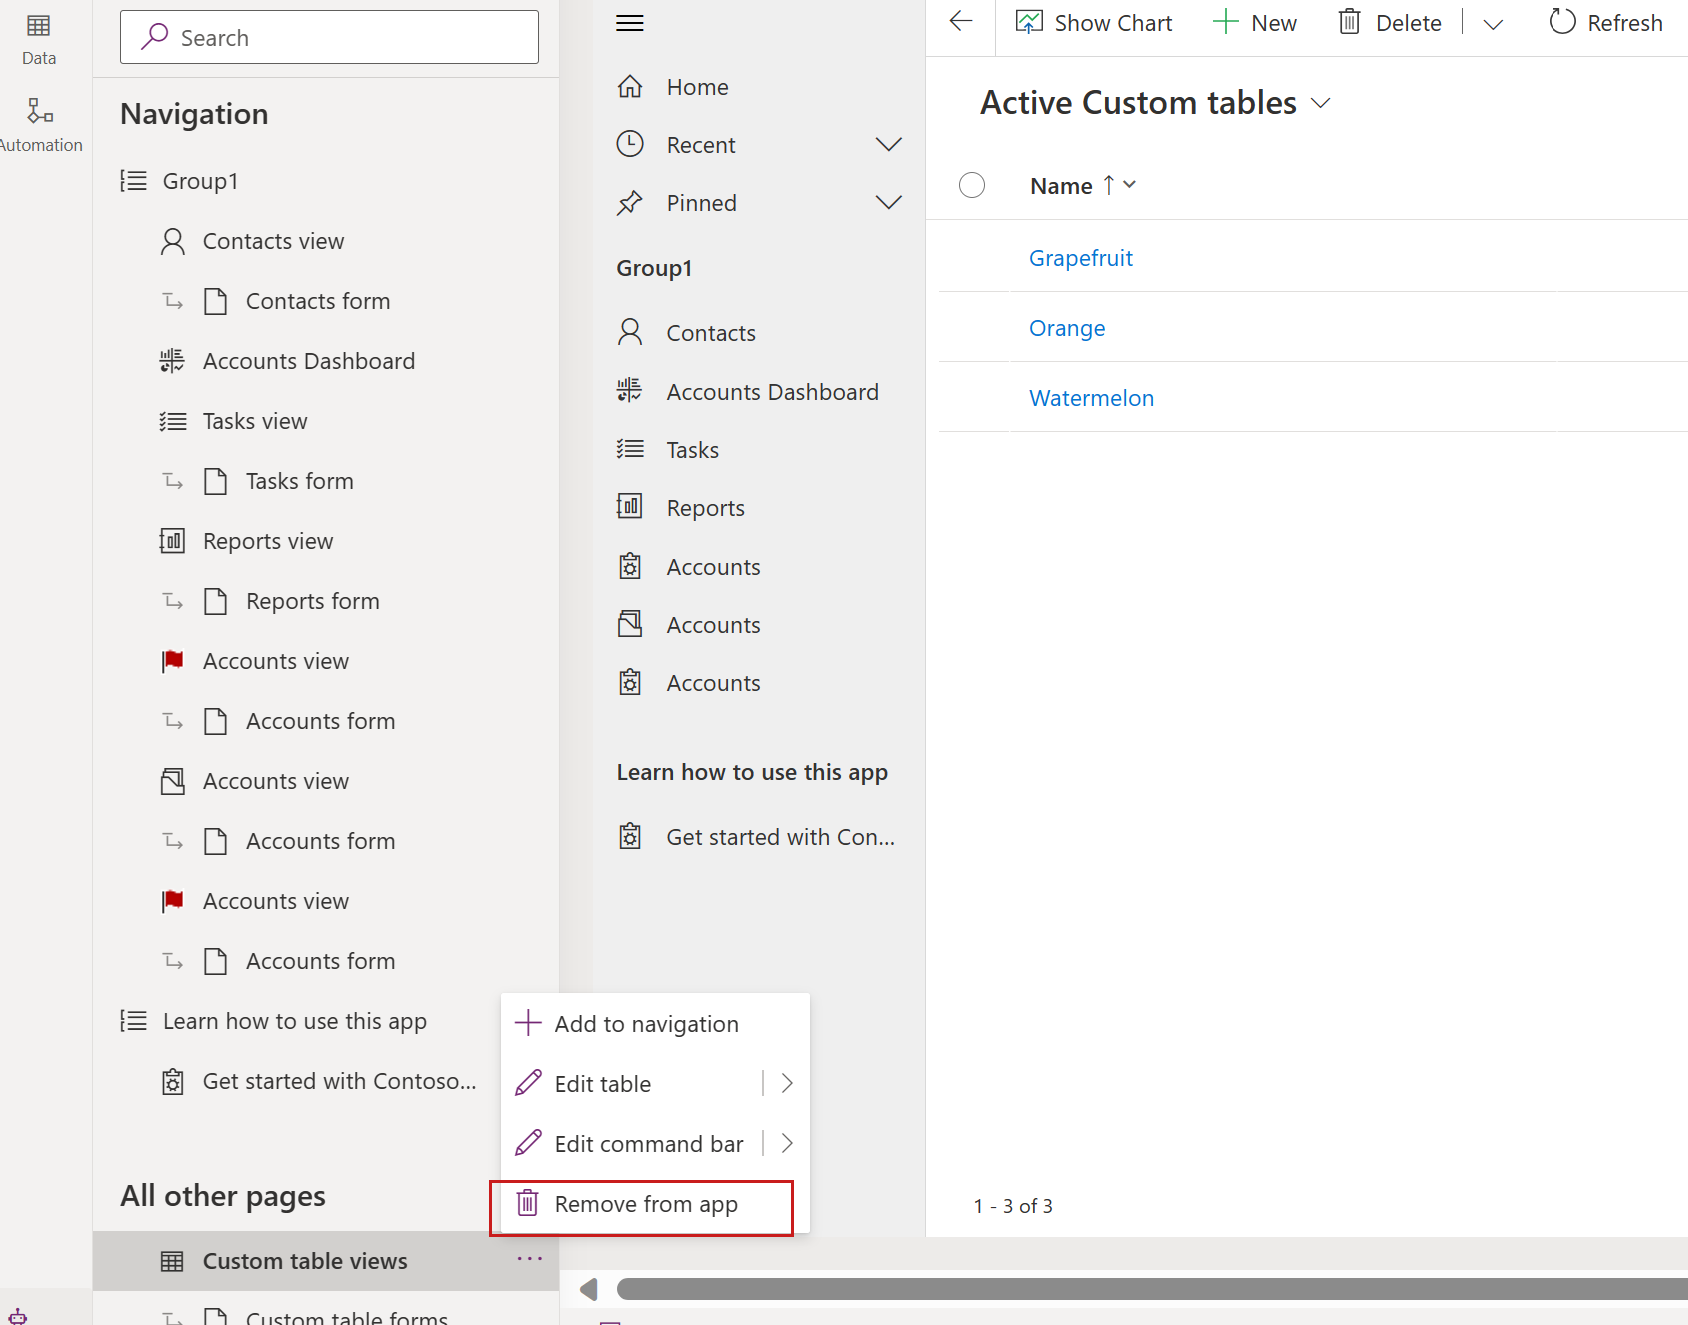 Data
Automation
Search
Navigation
Group1
Contacts view
Contacts form
Accounts Dashboard
Tasks view
Tasks form
Reports view
Reports form
Accounts view
Accounts form
Accounts view
Accounts form
Accounts view
Accounts form
Learn how to use this app
Get started with Contoso...
All other pages
Custom table views
Custom table forms
Add to navigation
Edit table
Edit command bar
Remove from app
Home
Recent
Pinned
Group1
Contacts
Accounts Dashboard
Tasks
Reports
Accounts
Accounts
Accounts
Learn how to use this app
Get started with Con...
Show Chart
New
Delete
Refresh
Active Custom tables
Name
Grapefruit
Orange
Watermelon
1 - 3 of 3